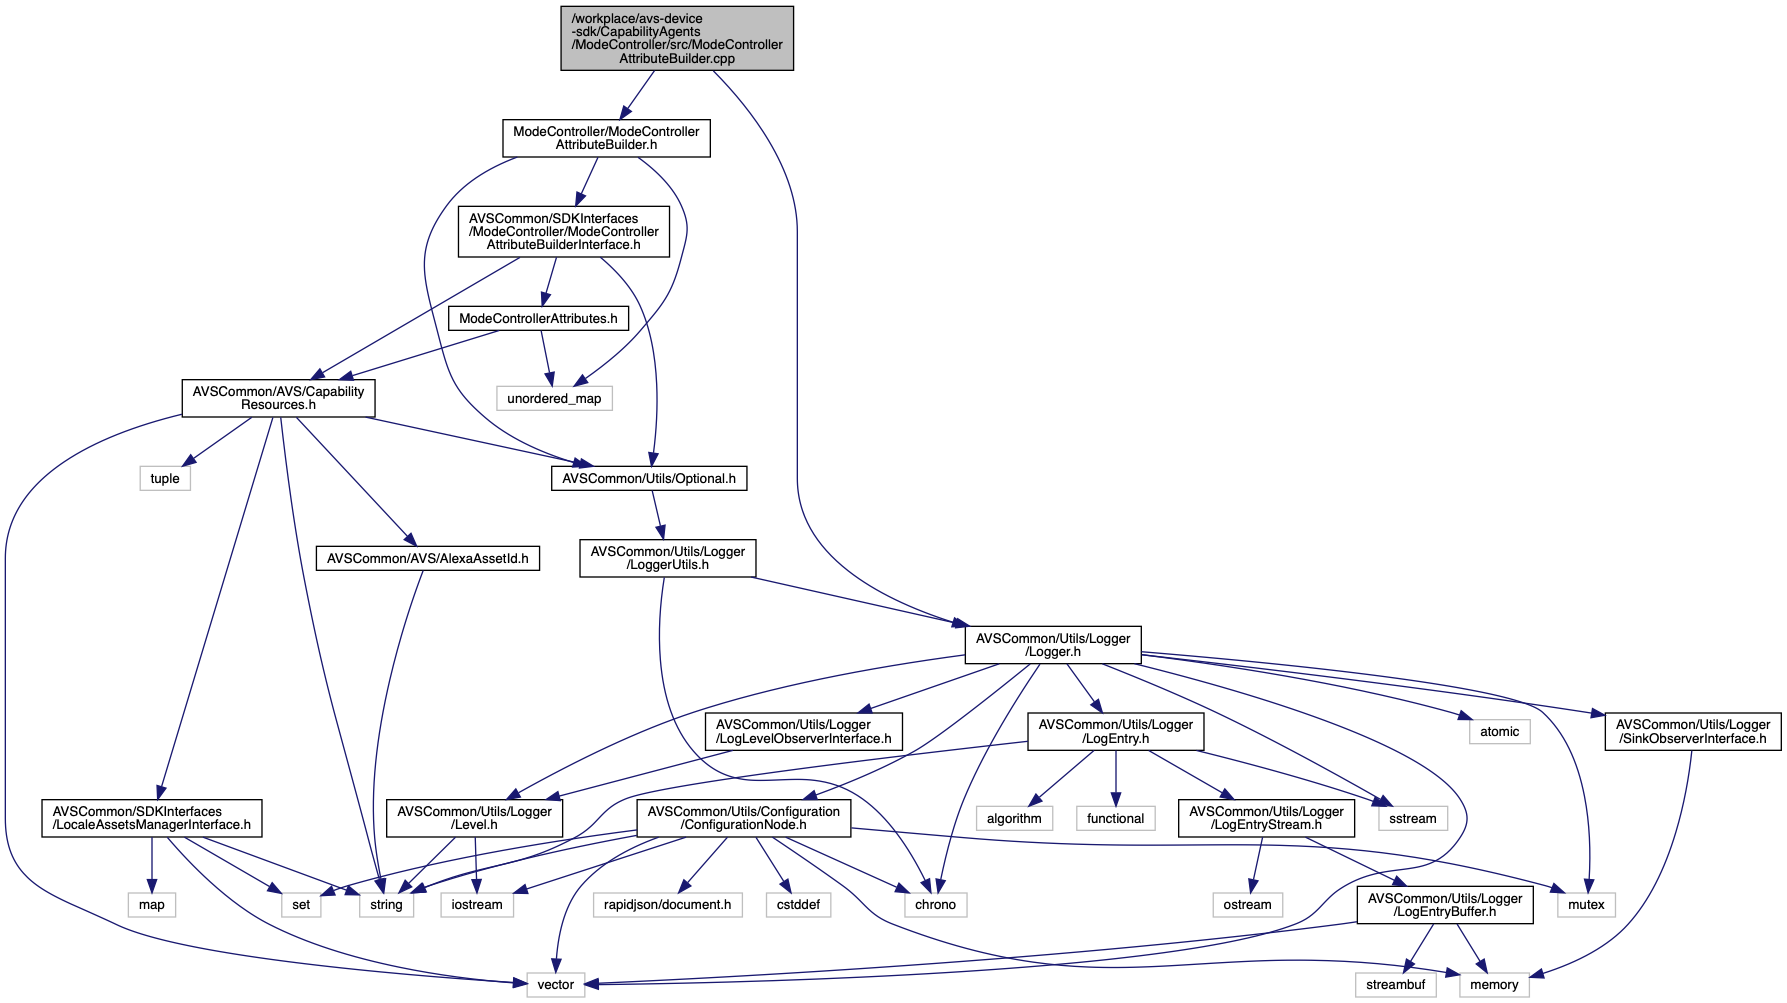 /workplace/avs-device
-sdk/CapabilityAgents
/ModeController/src/ModeController
AttributeBuilder.cpp
ModeController/ModeController
AttributeBuilder.h
AVSCommon/SDKInterfaces
/ModeController/ModeController
AttributeBuilderInterface.h
ModeControllerAttributes.h
AVSCommon/AVS/Capability
Resources.h
unordered_map
tuple
AVSCommon/Utils/Optional.h
AVSCommon/AVS/AlexaAssetId.h
AVSCommon/Utils/Logger
/LoggerUtils.h
AVSCommon/Utils/Logger
/Logger.h
AVSCommon/Utils/Logger
/LogLevelObserverInterface.h
AVSCommon/Utils/Logger
/LogEntry.h
atomic
AVSCommon/Utils/Logger
/SinkObserverInterface.h
AVSCommon/SDKInterfaces
/LocaleAssetsManagerInterface.h
AVSCommon/Utils/Logger
/Level.h
AVSCommon/Utils/Configuration
/ConfigurationNode.h
algorithm
functional
AVSCommon/Utils/Logger
/LogEntryStream.h
sstream
map
set
string
iostream
rapidjson/document.h
cstddef
chrono
ostream
AVSCommon/Utils/Logger
/LogEntryBuffer.h
mutex
vector
streambuf
memory